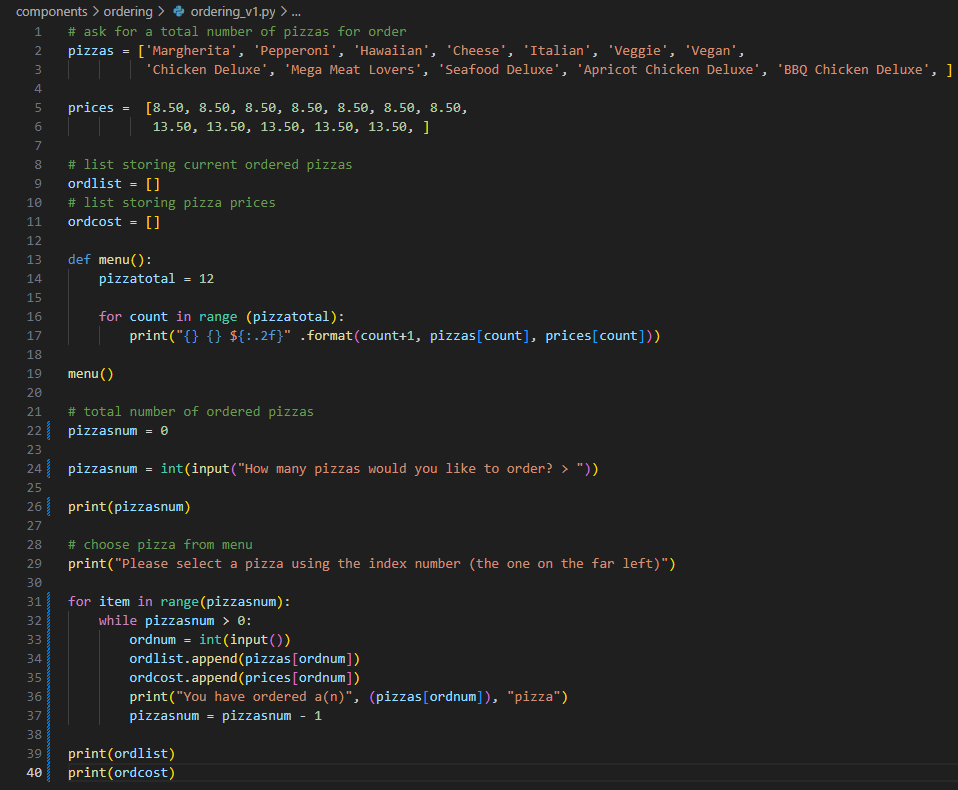 components > ordering > ordering_v1.py > ...
1 # ask for a total number of pizzas for order
2 pizzas = ['Margherita', 'Pepperoni', 'Hawaiian', 'Cheese', 'Italian', 'Veggie', 'Vegan',
3 'Chicken Deluxe', 'Mega Meat Lovers', 'Seafood Deluxe', 'Apricot Chicken Deluxe', 'BBQ Chicken Deluxe', ]
4
5 prices =  [8.50, 8.50, 8.50, 8.50, 8.50, 8.50, 8.50,
6 13.50, 13.50, 13.50, 13.50, 13.50, ]
7
8 # list storing current ordered pizzas
9 ordlist = []
10 # list storing pizza prices
11 ordcost = []
12
13 def menu():
14     pizzatotal = 12
15
16     for count in range (pizzatotal):
17         print("{} {} ${:.2f}" .format(count+1, pizzas[count], prices[count]))
18
19 menu()
20
21 # total number of ordered pizzas
22 pizzasnum = 0
23
24 pizzasnum = int(input("How many pizzas would you like to order? > "))
25
26 print(pizzasnum)
27
28 # choose pizza from menu
29 print("Please select a pizza using the index number (the one on the far left)")
30
31 for item in range(pizzasnum):
32     while pizzasnum > 0:
33         ordnum = int(input())
34         ordlist.append(pizzas[ordnum])
35         ordcost.append(prices[ordnum])
36         print("You have ordered a(n)", (pizzas[ordnum]), "pizza")
37         pizzasnum = pizzasnum - 1
38
39 print(ordlist)
40 print(ordcost)